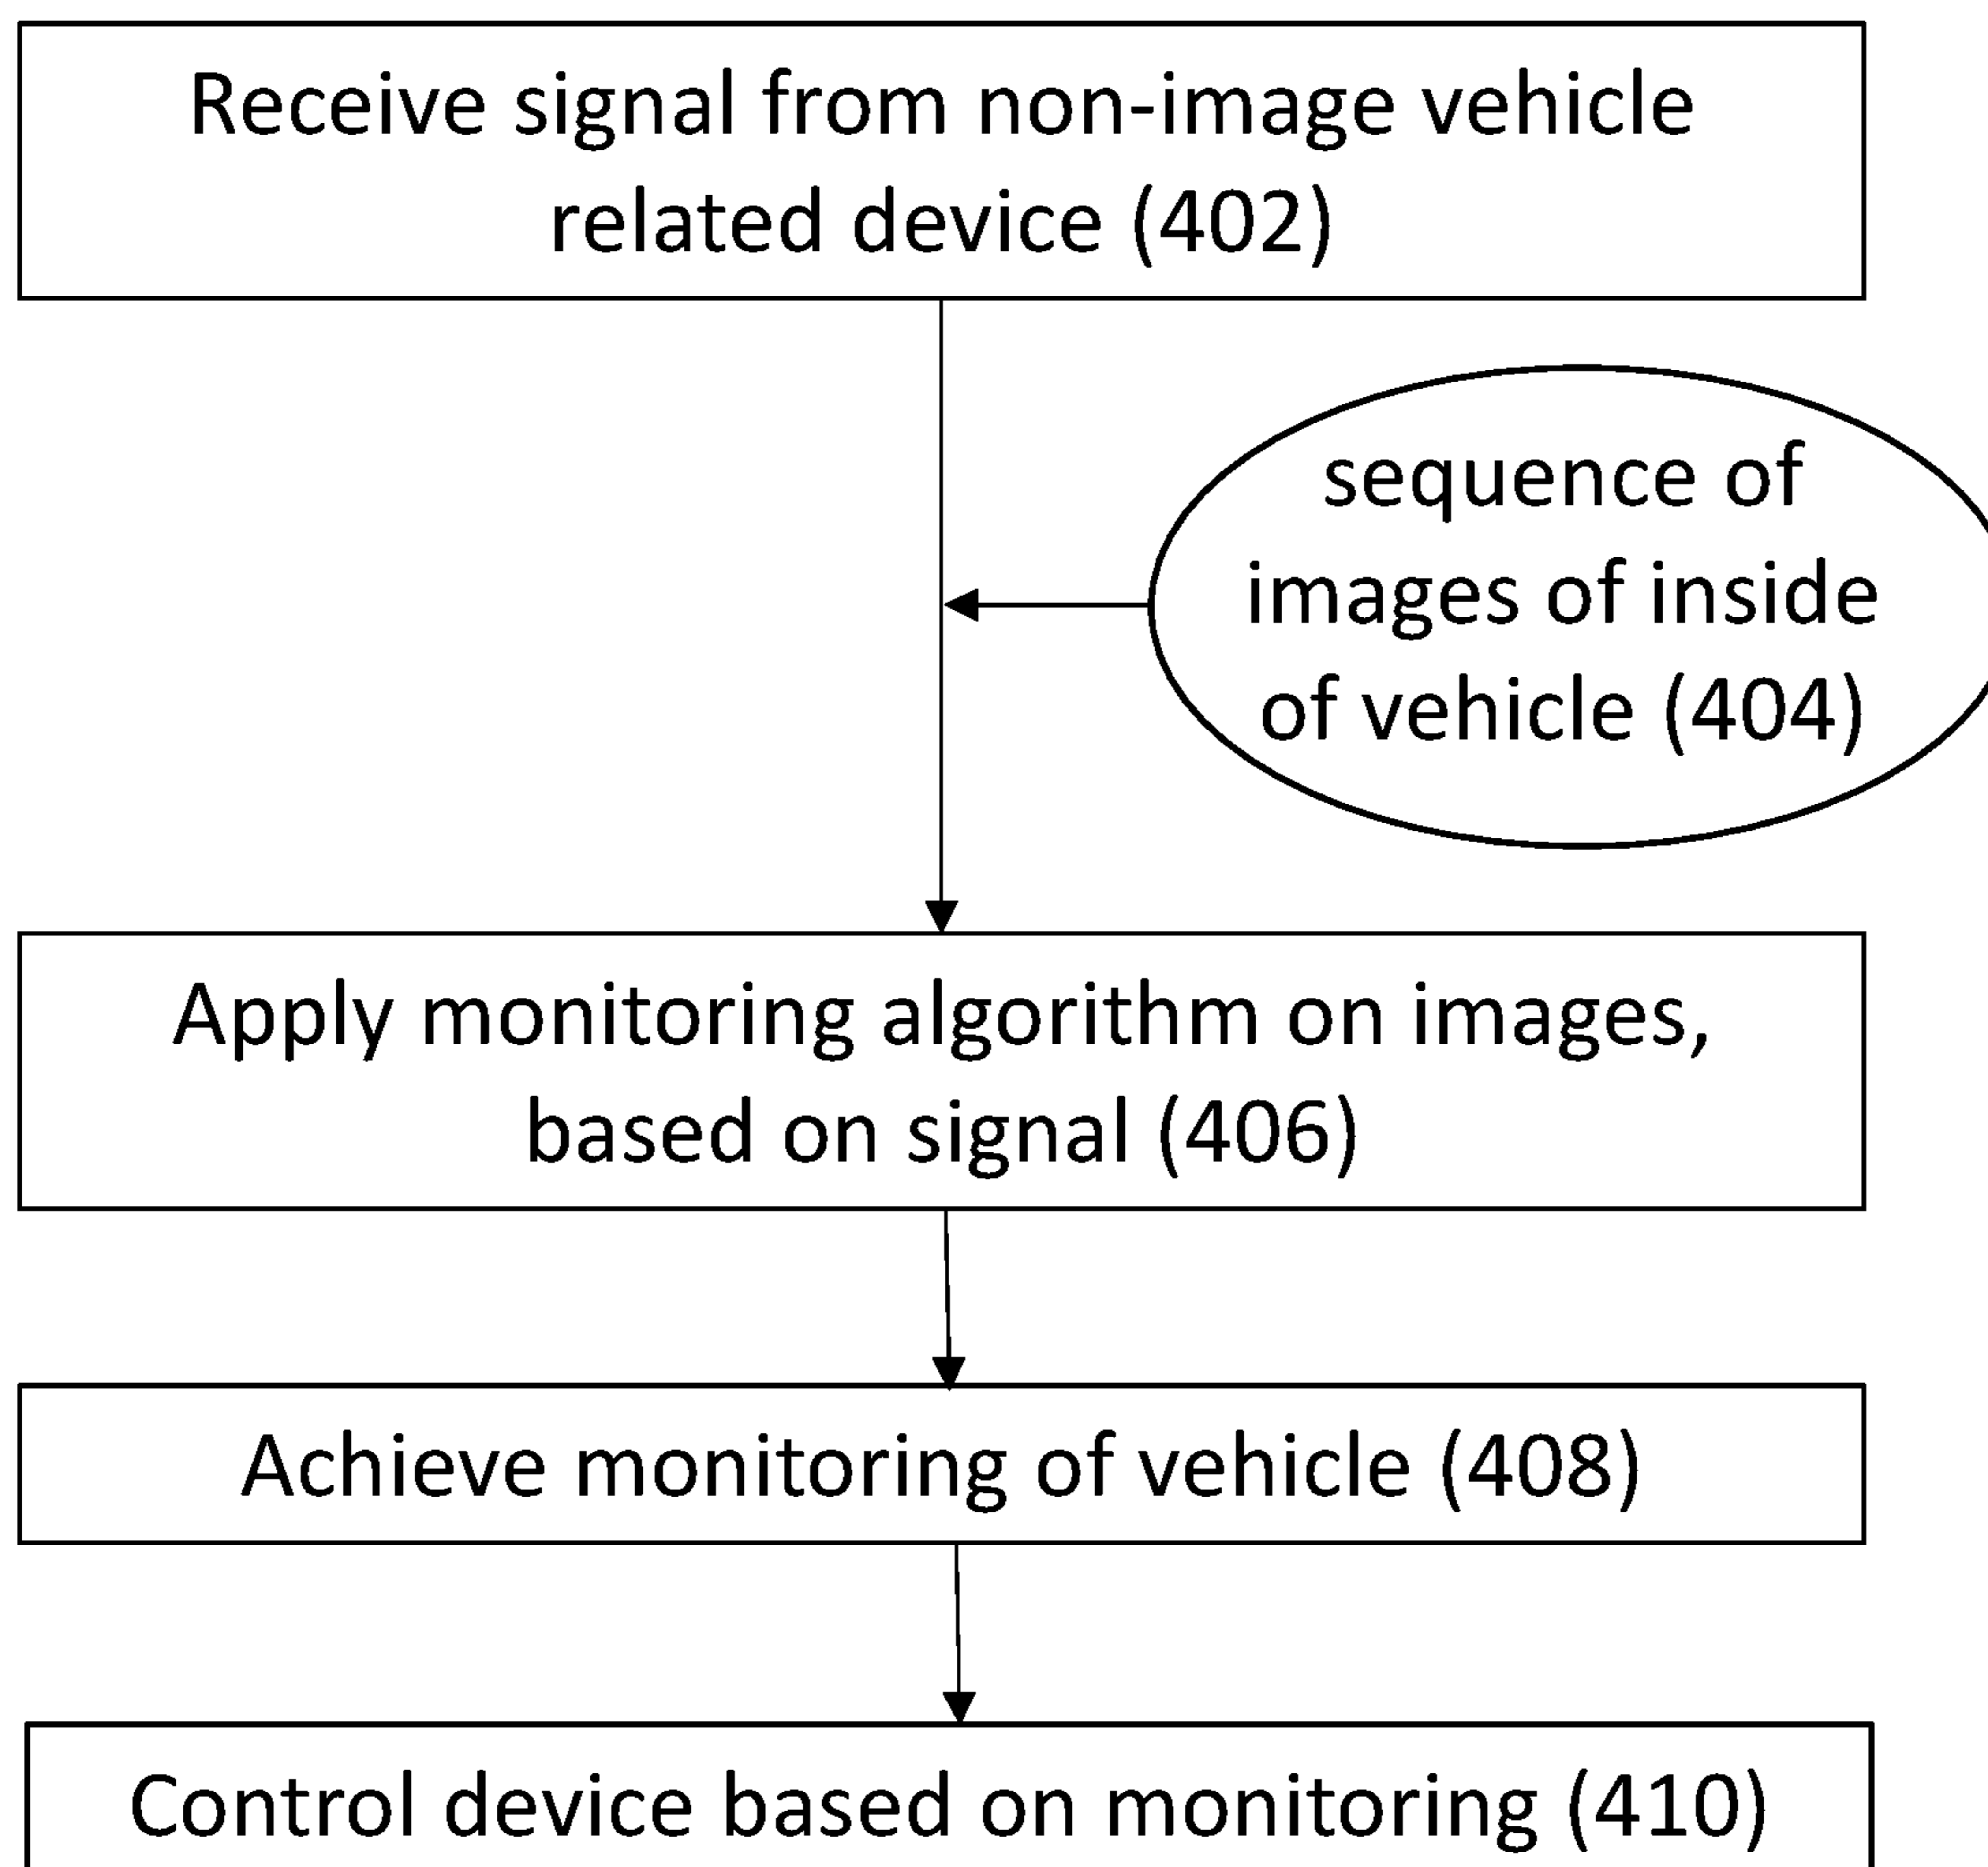 Receive signal from non-image vehicle
related device (402)
sequence of
images of inside
of vehicle (404)
Apply monitoring algorithm on images,
based on signal (406)
Achieve monitoring of vehicle (408)
Control device based on monitoring (410)